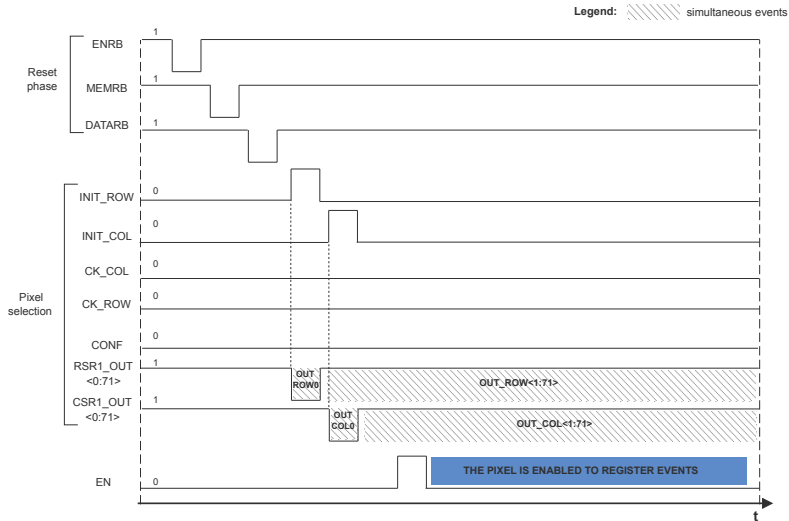 Legend: simultaneous events
1
ENRB
Reset
phase
1
MEMRB
1
DATARB
0
INIT_ROW
0
INIT_COL
0
CK_COL
0
CK_ROW
Pixel
selection
0
CONF
RSR1_OUT
<0:71>
1
OUT
ROW0
OUT_ROW<1:71>
CSR1_OUT
<0:71>
1
OUT
COL0
OUT_COL<1:71>
EN
0
THE PIXEL IS ENABLED TO REGISTER EVENTS
t